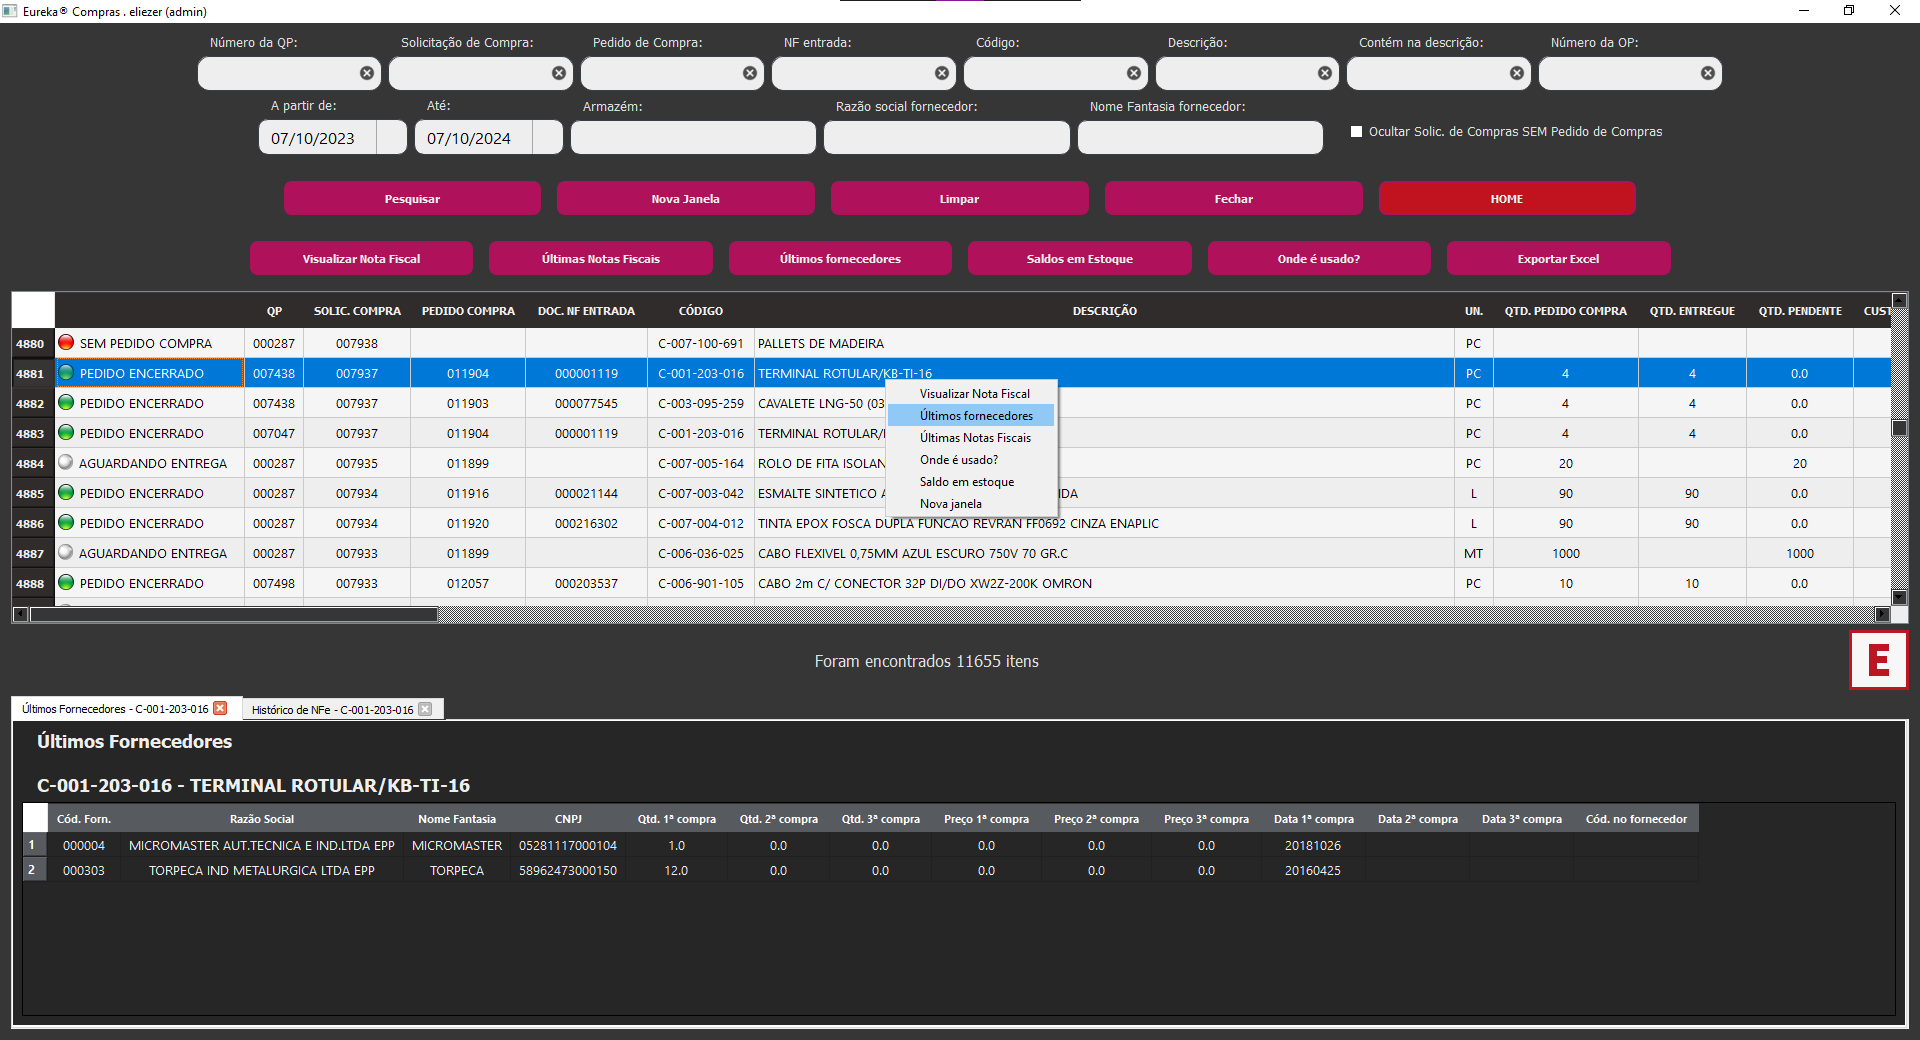 Eureka® Compras . eliezer (admin)
Número da QP: Solicitação de Compra: Pedido de Compra: NF entrada: Código: Descrição: Contém na descrição: Número da OP:
A partir de: Até: Armazém: Razão social fornecedor: Nome Fantasia fornecedor:
07/10/2023 07/10/2024 Ocultar Solic. de Compras SEM Pedido de Compras
Pesquisar Nova Janela Limpar Fechar HOME
Visualizar Nota Fiscal Últimas Notas Fiscais Últimos fornecedores Saldos em Estoque Onde é usado? Exportar Excel
QP SOLIC. COMPRA PEDIDO COMPRA DOC. NF ENTRADA CÓDIGO DESCRIÇÃO UN. QTD. PEDIDO COMPRA QTD. ENTREGUE QTD. PENDENTE CUST
4880 SEM PEDIDO COMPRA 000287 007938 C-007-100-691 PALLETS DE MADEIRA PC
4881 PEDIDO ENCERRADO 007438 007937 011904 000001119 C-001-203-016 TERMINAL ROTULAR/KB-TI-16 PC 4 4 0.0
4882 PEDIDO ENCERRADO 007438 007937 011903 000077545 C-003-095-259 CAVALETE LNG-50 (03 PC 4 4 0.0
4883 PEDIDO ENCERRADO 007047 007937 011904 000001119 C-001-203-016 TERMINAL ROTULAR/ PC 4 4 0.0
4884 AGUARDANDO ENTREGA 000287 007935 011899 C-007-005-164 ROLO DE FITA ISOLAN PC 20 20
4885 PEDIDO ENCERRADO 000287 007934 011916 000021144 C-007-003-042 ESMALTE SINTETICO IDA L 90 90 0.0
4886 PEDIDO ENCERRADO 000287 007934 011920 000216302 C-007-004-012 TINTA EPOX FOSCA DUPLA FUNCAO REVRAN FF0692 CINZA ENAPLIC L 90 90 0.0
4887 AGUARDANDO ENTREGA 000287 007933 011899 C-006-036-025 CABO FLEXIVEL 0,75MM AZUL ESCURO 750V 70 GR.C MT 1000 1000
4888 PEDIDO ENCERRADO 007498 007933 012057 000203537 C-006-901-105 CABO 2m C/ CONECTOR 32P DI/DO XW2Z-200K OMRON PC 10 10 0.0
Visualizar Nota Fiscal
Últimos fornecedores
Últimas Notas Fiscais
Onde é usado?
Saldo em estoque
Nova janela
Foram encontrados 11655 itens
E
Últimos Fornecedores - C-001-203-016 Histórico de NFe - C-001-203-016
Últimos Fornecedores
C-001-203-016 - TERMINAL ROTULAR/KB-TI-16
Cód. Forn. Razão Social Nome Fantasia CNPJ Qtd. 1ª compra Qtd. 2ª compra Qtd. 3ª compra Preço 1ª compra Preço 2ª compra Preço 3ª compra Data 1ª compra Data 2ª compra Data 3ª compra Cód. no fornecedor
1 000004 MICROMASTER AUT.TECNICA E IND.LTDA EPP MICROMASTER 05281117000104 1.0 0.0 0.0 0.0 0.0 0.0 20181026
2 000303 TORPECA IND METALURGICA LTDA EPP TORPECA 58962473000150 12.0 0.0 0.0 0.0 0.0 0.0 20160425